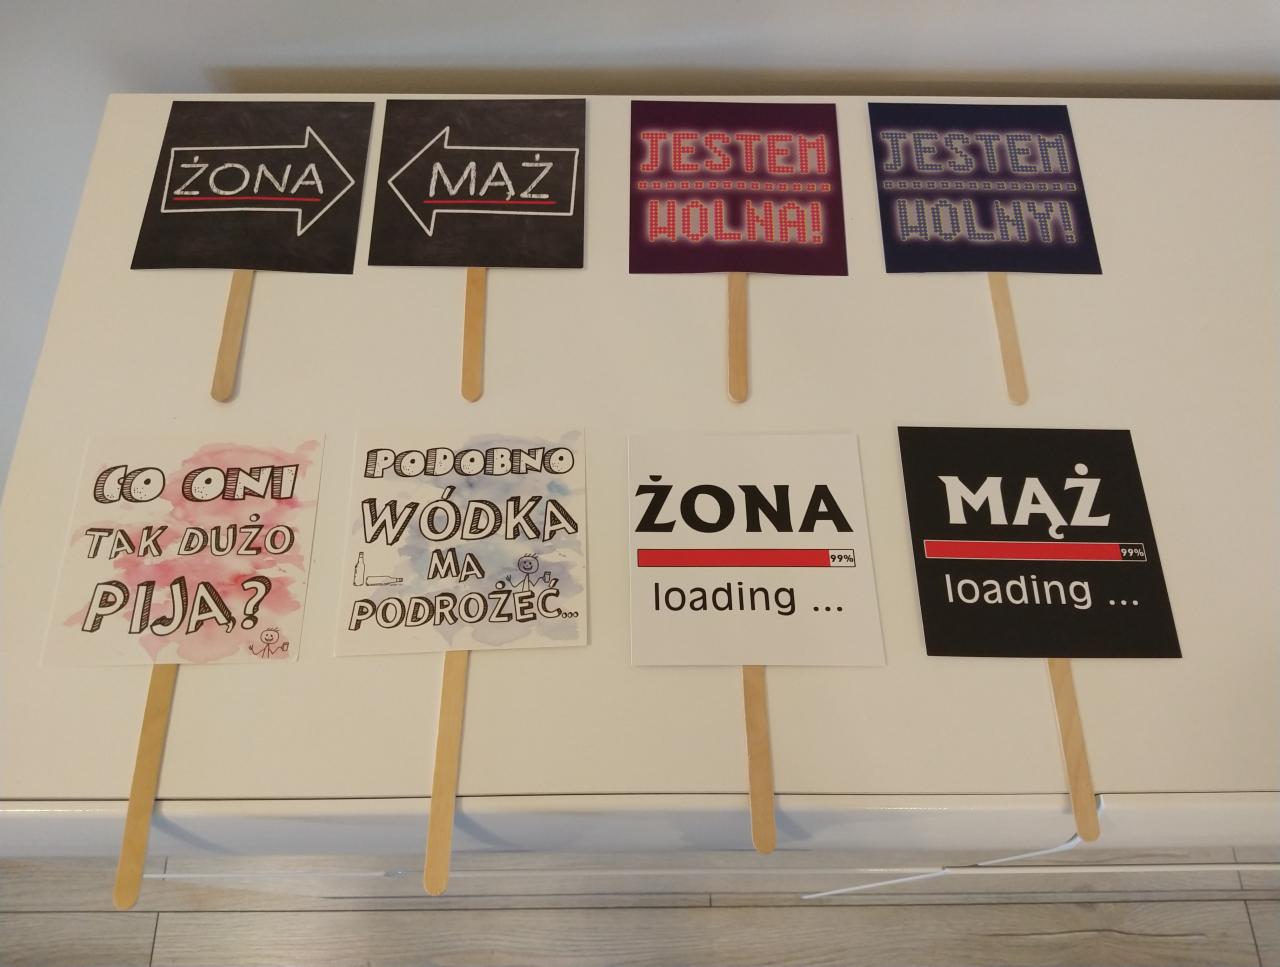 ŻONA
MĄŻ
JESTEM
WOLNA!
JESTEM
WOLNY!
CO ONI
TAK DUŻO
PIJĄ?
PODOBNO
WÓDKA
MA
PODROŻEĆ...
ŻONA
99%
loading ...
MĄŻ
99%
loading ...